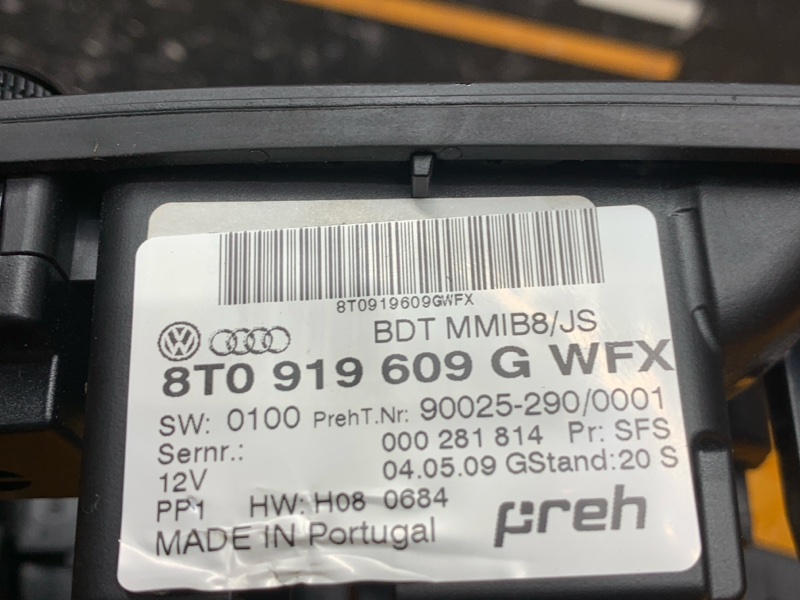 8T0919609GWFX
BDT MMIB8/JS
8T0 919 609 G WFX
SW: 0100 PrehT.Nr: 90025-290/0001
Sernr.: 000 281 814 Pr: SFS
12V 04.05.09 GStand:20 S
PP1 HW: H08 0684
MADE IN Portugal preh